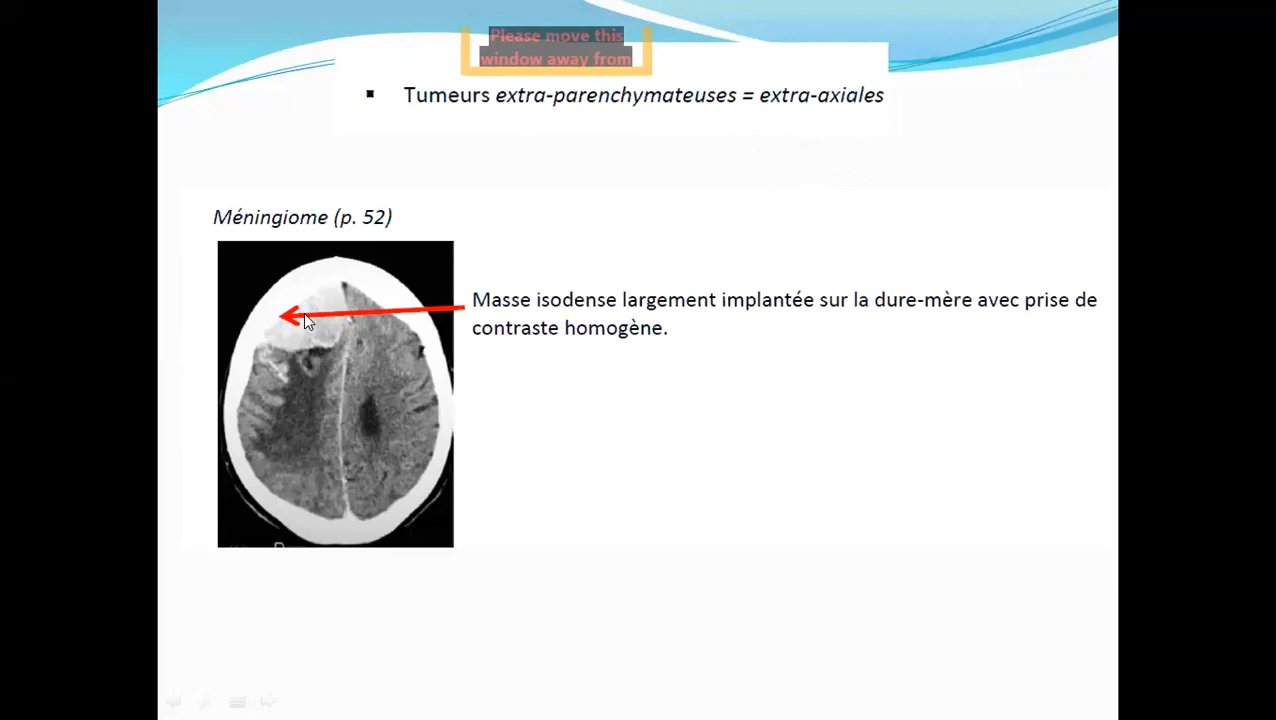 Please move this
window away from
▪ Tumeurs extra-parenchymateuses = extra-axiales
Méningiome (p. 52)
Masse isodense largement implantée sur la dure-mère avec prise de
contraste homogène.